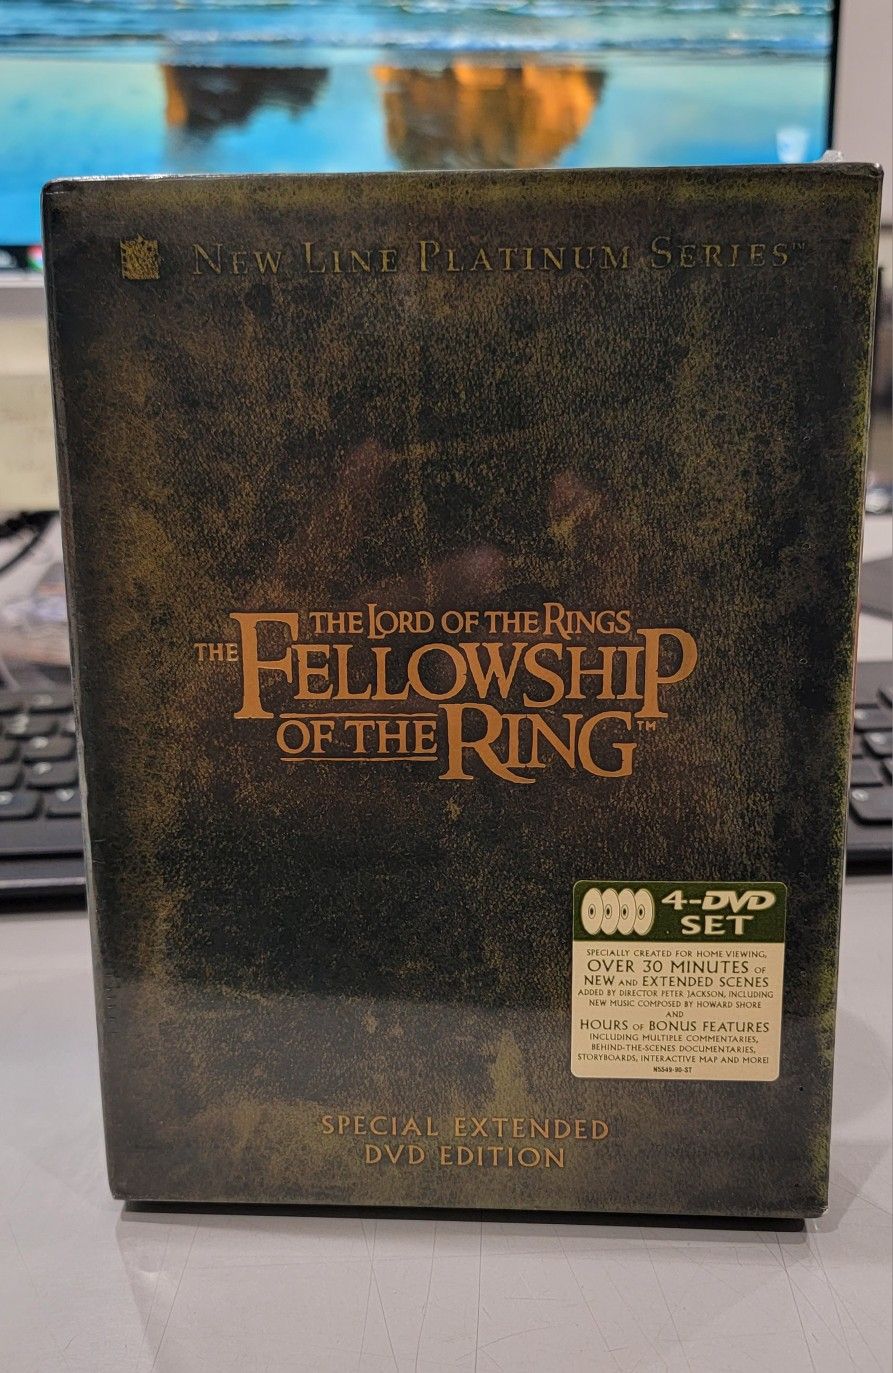 NEW LINE PLATINUM SERIES™
THE LORD OF THE RINGS
THE FELLOWSHIP
OF THE RING™
4-DVD
SET
SPECIALLY CREATED FOR HOME VIEWING,
OVER 30 MINUTES OF
NEW AND EXTENDED SCENES
ADDED BY DIRECTOR PETER JACKSON, INCLUDING
NEW MUSIC COMPOSED BY HOWARD SHORE
AND
HOURS OF BONUS FEATURES
INCLUDING MULTIPLE COMMENTARIES,
BEHIND-THE-SCENES DOCUMENTARIES,
STORYBOARDS, INTERACTIVE MAP AND MORE!
N5549-90-ST
SPECIAL EXTENDED
DVD EDITION